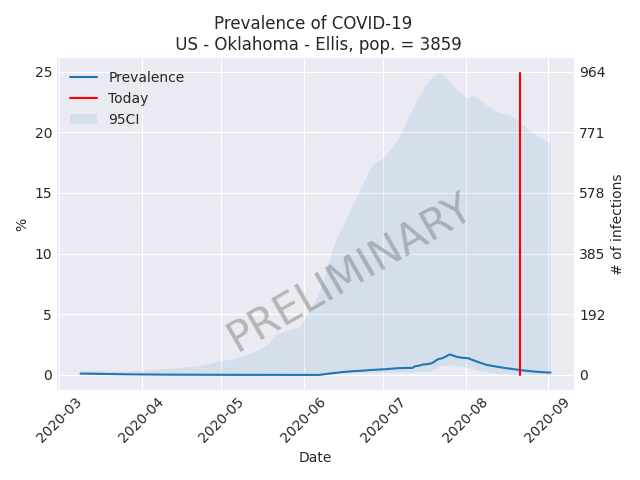 Prevalence of COVID-19
US - Oklahoma - Ellis, pop. = 3859
25
20
15
10
5
0
%
964
771
578
385
192
0
# of infections
Prevalence
Today
95CI
PRELIMINARY
2020-03
2020-04
2020-05
2020-06
2020-07
2020-08
2020-09
Date